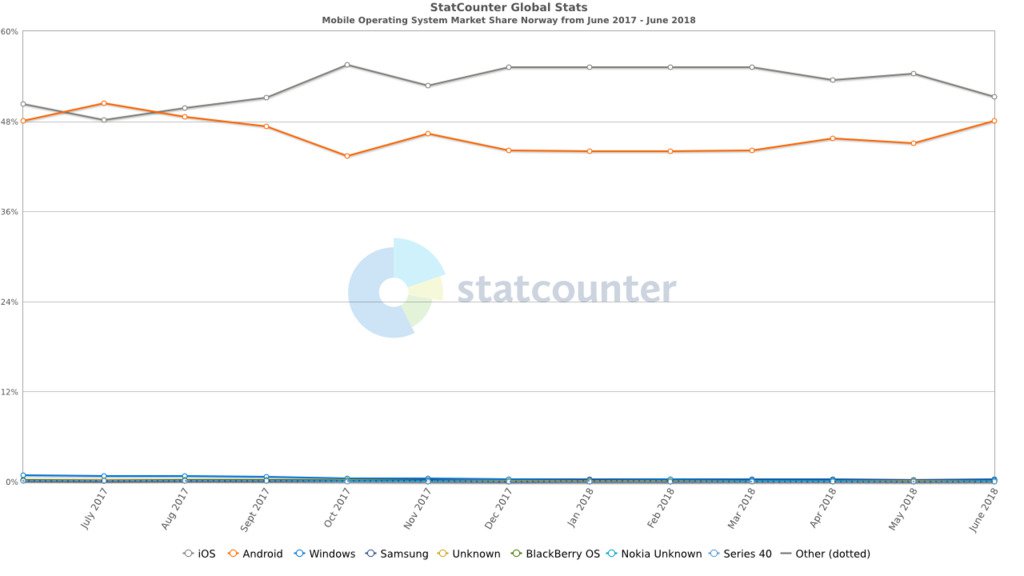 StatCounter Global Stats
Mobile Operating System Market Share Norway from June 2017 - June 2018
60%
48%
36%
24%
12%
0%
statcounter
July 2017
Aug 2017
Sept 2017
Oct 2017
Nov 2017
Dec 2017
Jan 2018
Feb 2018
Mar 2018
Apr 2018
May 2018
June 2018
iOS Android Windows Samsung Unknown BlackBerry OS Nokia Unknown Series 40 Other (dotted)